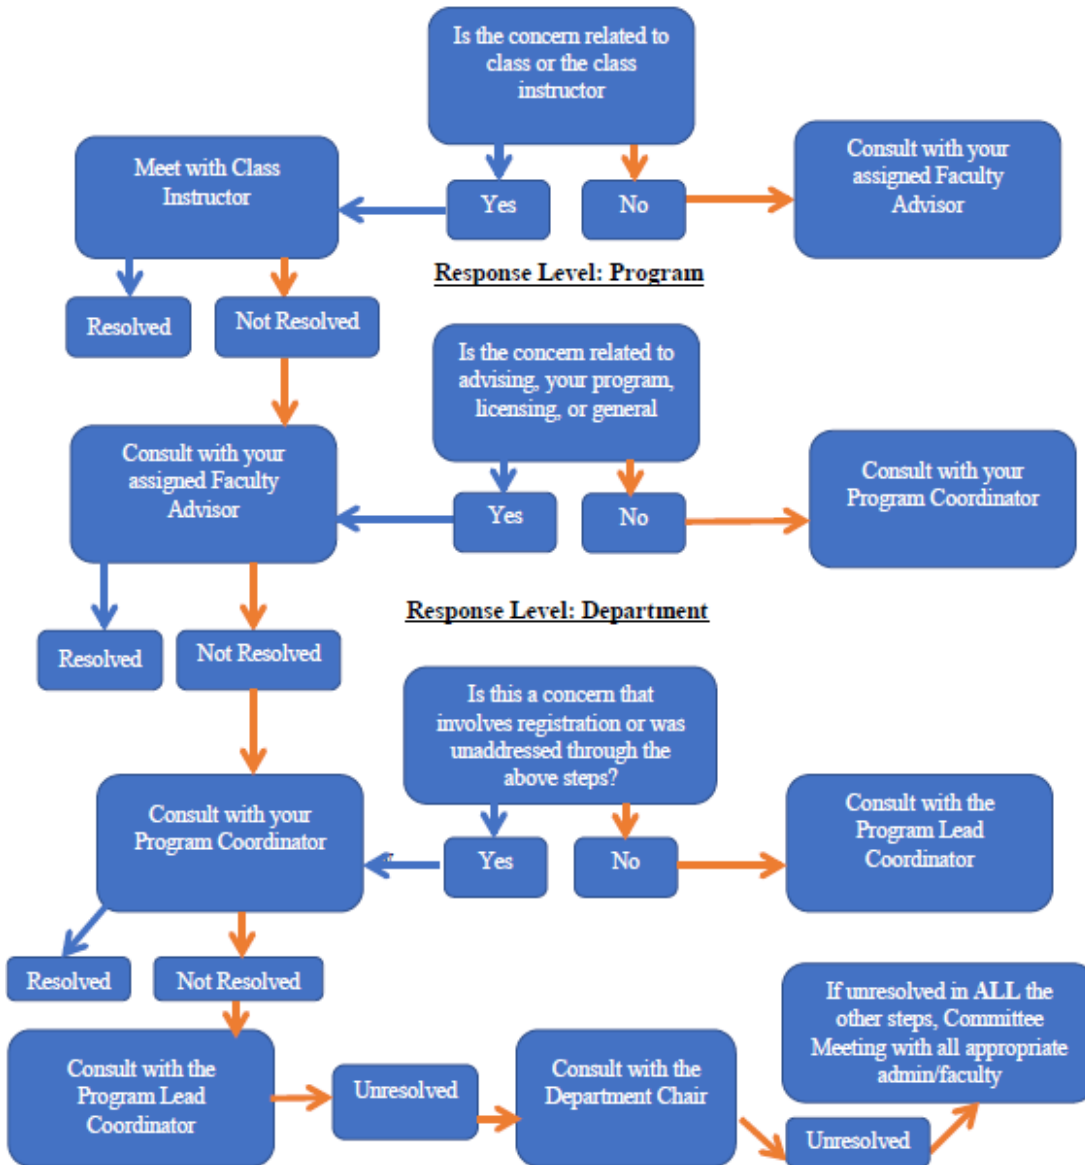 Is the concern related to
class or the class
instructor
Meet with Class
Instructor
Yes
No
Consult with your
assigned Faculty
Advisor
Response Level: Program
Resolved
Not Resolved
Is the concern related to
advising, your program,
licensing, or general
Consult with your
assigned Faculty
Advisor
Yes
No
Consult with your
Program Coordinator
Response Level: Department
Resolved
Not Resolved
Is this a concern that
involves registration or was
unaddressed through the
above steps?
Consult with your
Program Coordinator
Yes
No
Consult with the
Program Lead
Coordinator
Resolved
Not Resolved
If unresolved in ALL the
other steps, Committee
Meeting with all appropriate
admin/faculty
Consult with the
Program Lead
Coordinator
Unresolved
Consult with the
Department Chair
Unresolved